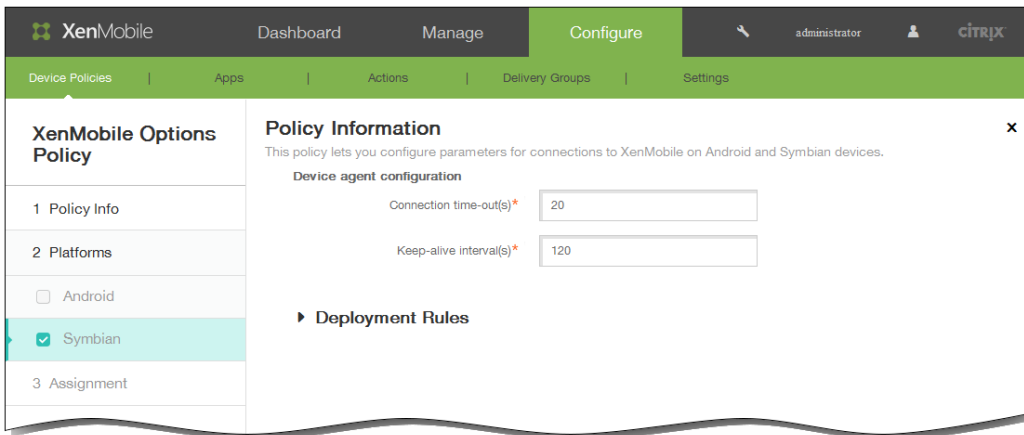 XenMobile Dashboard Manage Configure administrator CİTRIX
Device Policies | Apps | Actions | Delivery Groups | Settings
XenMobile Options
Policy
1 Policy Info
2 Platforms
Android
Symbian
3 Assignment
Policy Information
This policy lets you configure parameters for connections to XenMobile on Android and Symbian devices.
Device agent configuration
Connection time-out(s)* 20
Keep-alive interval(s)* 120
Deployment Rules